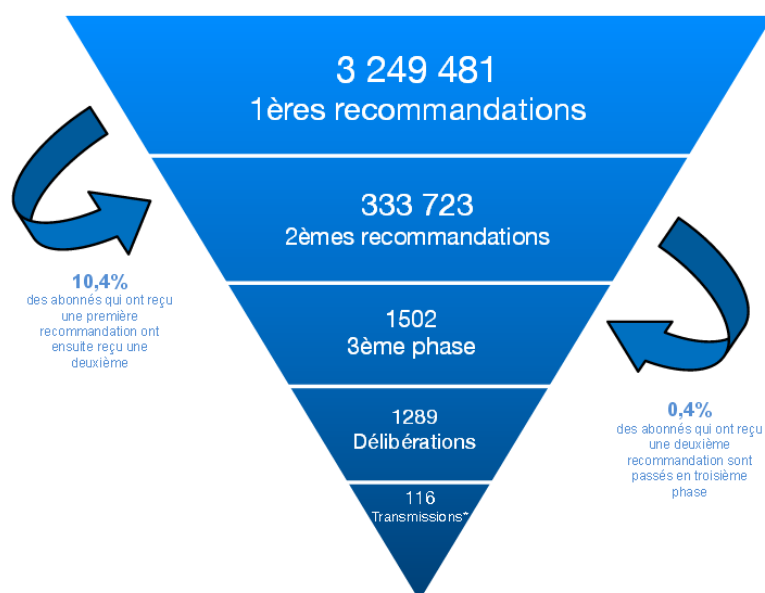 3 249 481
1ères recommandations
333 723
2èmes recommandations
10,4%
des abonnés qui ont reçu
une première
recommandation ont
ensuite reçu une
deuxième
1502
3ème phase
1289
Délibérations
0,4%
des abonnés qui ont reçu
une deuxième
recommandation sont
passés en troisième
phase
116
Transmissions*